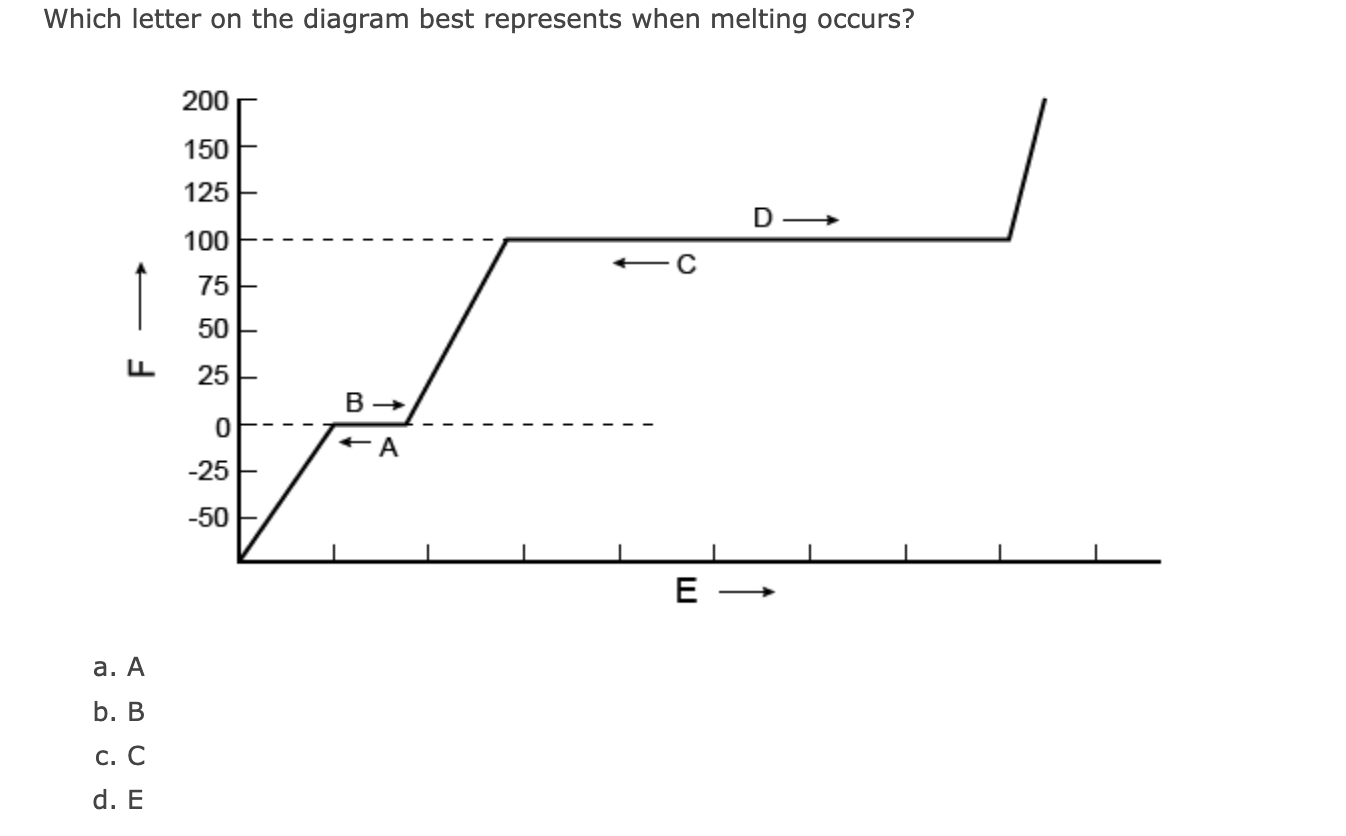 Which letter on the diagram best represents when melting occurs?
200
150
125
D
100
C
75
50
F
25
B
0
A
-25
-50
E
a. A
b. B
c. C
d. E